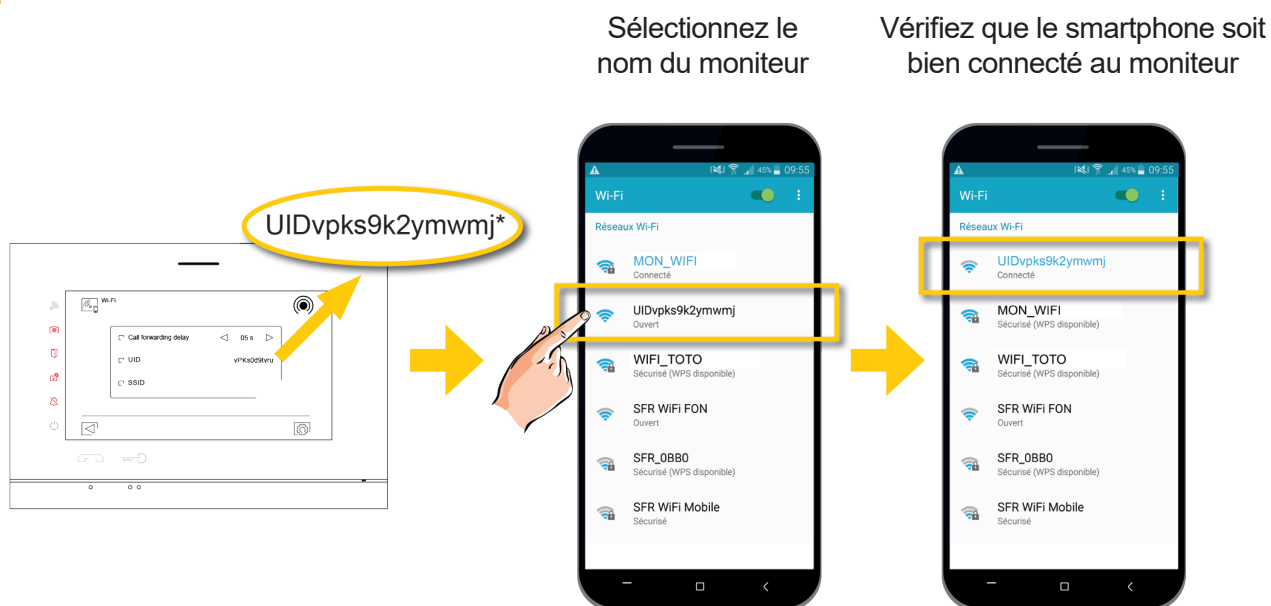 Sélectionnez le
nom du moniteur
Vérifiez que le smartphone soit
bien connecté au moniteur
UIDvpks9k2ymwmj*
Wi-Fi
Call forwarding delay
05 s
UID
vPKs0d9tvru
SSID
45% 09:55
Wi-Fi
Réseaux Wi-Fi
MON_WIFI
Connecté
UIDvpks9k2ymwmj
Ouvert
WIFI_TOTO
Sécurisé (WPS disponible)
SFR WiFi FON
Ouvert
SFR_0BB0
Sécurisé (WPS disponible)
SFR WiFi Mobile
Sécurisé
45% 09:55
Wi-Fi
Réseaux Wi-Fi
UIDvpks9k2ymwmj
Connecté
MON_WIFI
Sécurisé (WPS disponible)
WIFI_TOTO
Sécurisé (WPS disponible)
SFR WiFi FON
Ouvert
SFR_0BB0
Sécurisé (WPS disponible)
SFR WiFi Mobile
Sécurisé